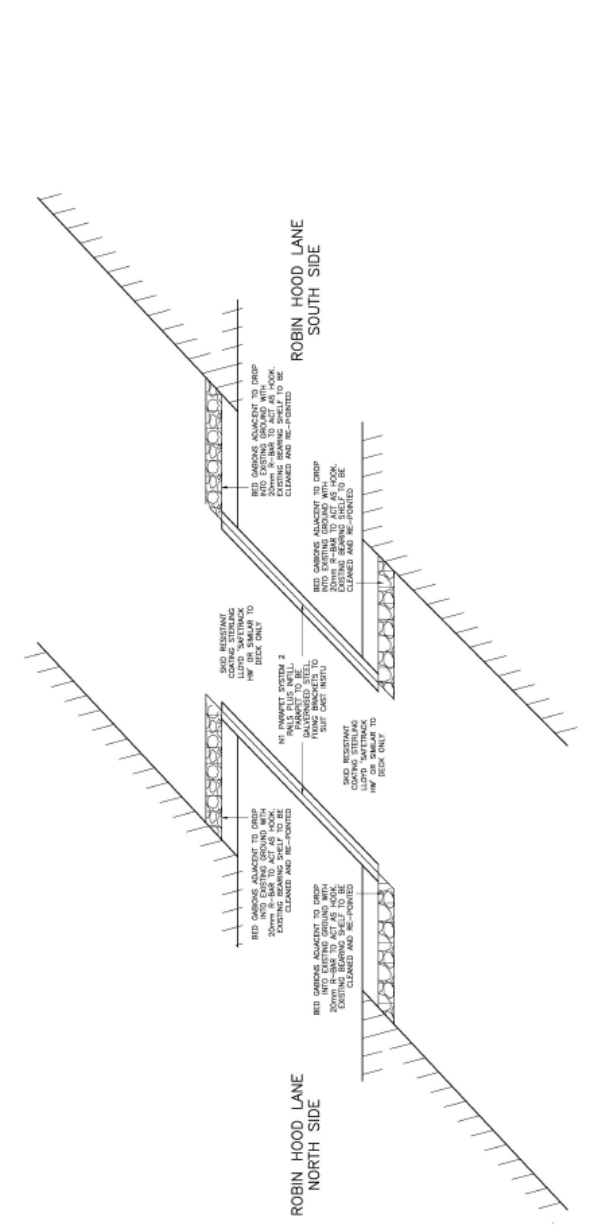 SKID RESISTANT
COATING STERLING
LLOYD 'SAFETRACK
HW' OR SIMILAR TO
DECK ONLY
BED GABIONS ADJACENT TO DROP
INTO EXISTING GROUND WITH
20mm R-BAR TO ACT AS HOOK.
EXISTING BEARING SHELF TO BE
CLEANED AND RE-POINTED
BED GABIONS ADJACENT TO DROP
INTO EXISTING GROUND WITH
20mm R-BAR TO ACT AS HOOK.
EXISTING BEARING SHELF TO BE
CLEANED AND RE-POINTED
ROBIN HOOD LANE
NORTH SIDE
N1 PARAPET SYSTEM 2
RAILS PLUS INFILL.
PARAPET TO BE
GALVERNISED STEEL
FIXING BRACKETS TO
SUIT CAST INSITU
ROBIN HOOD LANE
SOUTH SIDE
BED GABIONS ADJACENT TO DROP
INTO EXISTING GROUND WITH
20mm R-BAR TO ACT AS HOOK.
EXISTING BEARING SHELF TO BE
CLEANED AND RE-POINTED
SKID RESISTANT
COATING STERLING
LLOYD 'SAFETRACK
HW' OR SIMILAR TO
DECK ONLY
BED GABIONS ADJACENT TO DROP
INTO EXISTING GROUND WITH
20mm R-BAR TO ACT AS HOOK.
EXISTING BEARING SHELF TO BE
CLEANED AND RE-POINTED